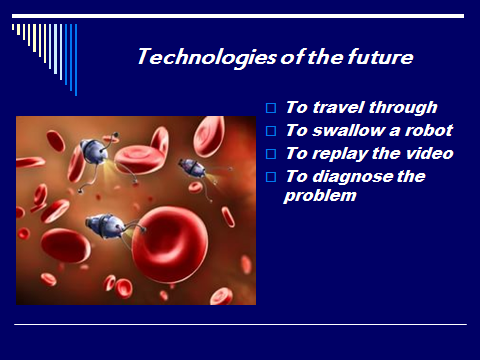 Technologies of the future
To travel through
To swallow a robot
To replay the video
To diagnose the
problem